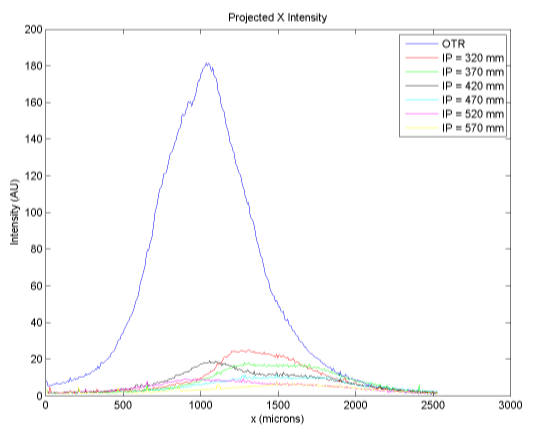 Projected X Intensity
200
180
160
140
120
100
80
60
40
20
0
Intensity (AU)
OTR
IP = 320 mm
IP = 370 mm
IP = 420 mm
IP = 470 mm
IP = 520 mm
IP = 570 mm
0 500 1000 1500 2000 2500 3000
x (microns)